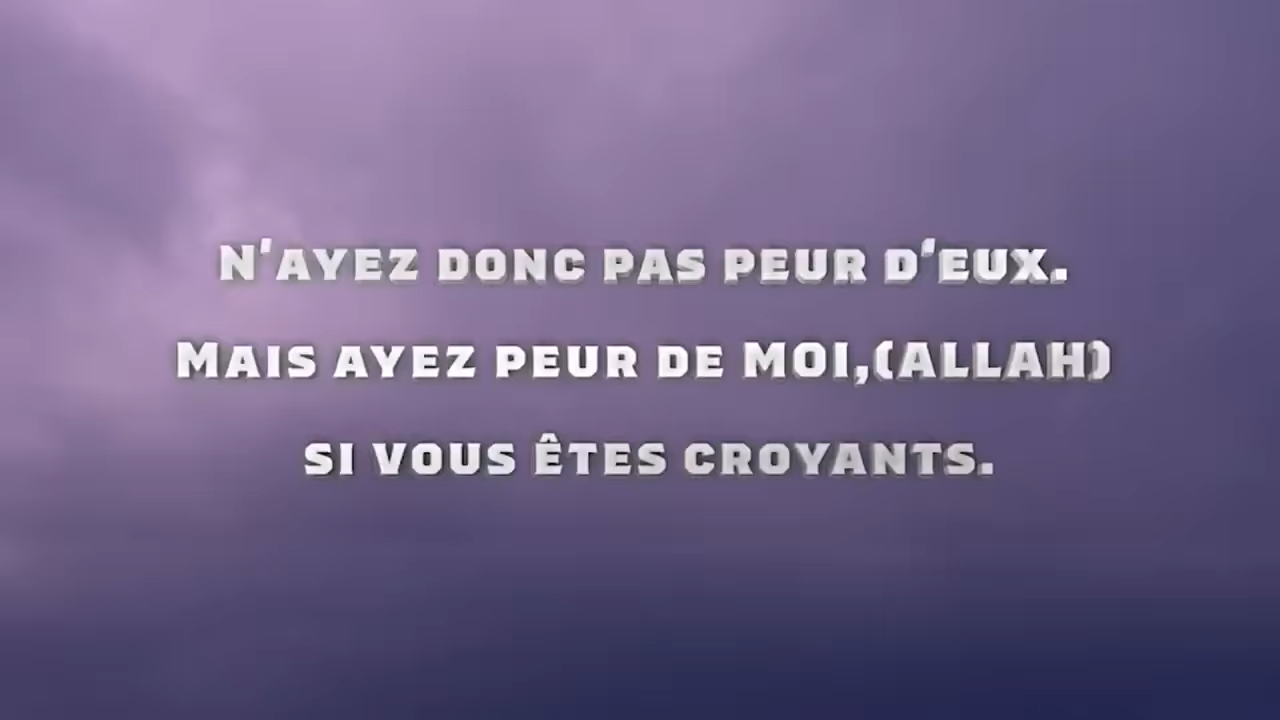 N'AYEZ DONC PAS PEUR D'EUX.
MAIS AYEZ PEUR DE MOI,(ALLAH)
SI VOUS ÊTES CROYANTS.